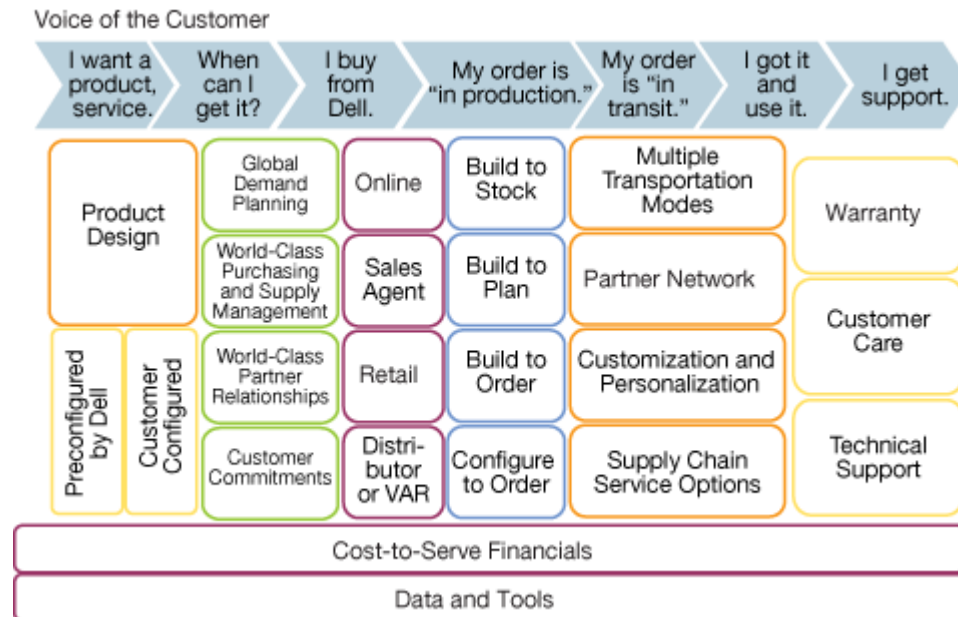 Voice of the Customer
I want a
product,
service.
When
can I
get it?
I buy
from
Dell.
My order is
“in production.”
My order
is “in
transit.”
I got it
and
use it.
I get
support.
Product
Design
Preconfigured
by Dell
Customer
Configured
Global
Demand
Planning
World-Class
Purchasing
and Supply
Management
World-Class
Partner
Relationships
Customer
Commitments
Online
Sales
Agent
Retail
Distri-
butor
or VAR
Build to
Stock
Build to
Plan
Build to
Order
Configure
to Order
Multiple
Transportation
Modes
Partner Network
Customization and
Personalization
Supply Chain
Service Options
Warranty
Customer
Care
Technical
Support
Cost-to-Serve Financials
Data and Tools